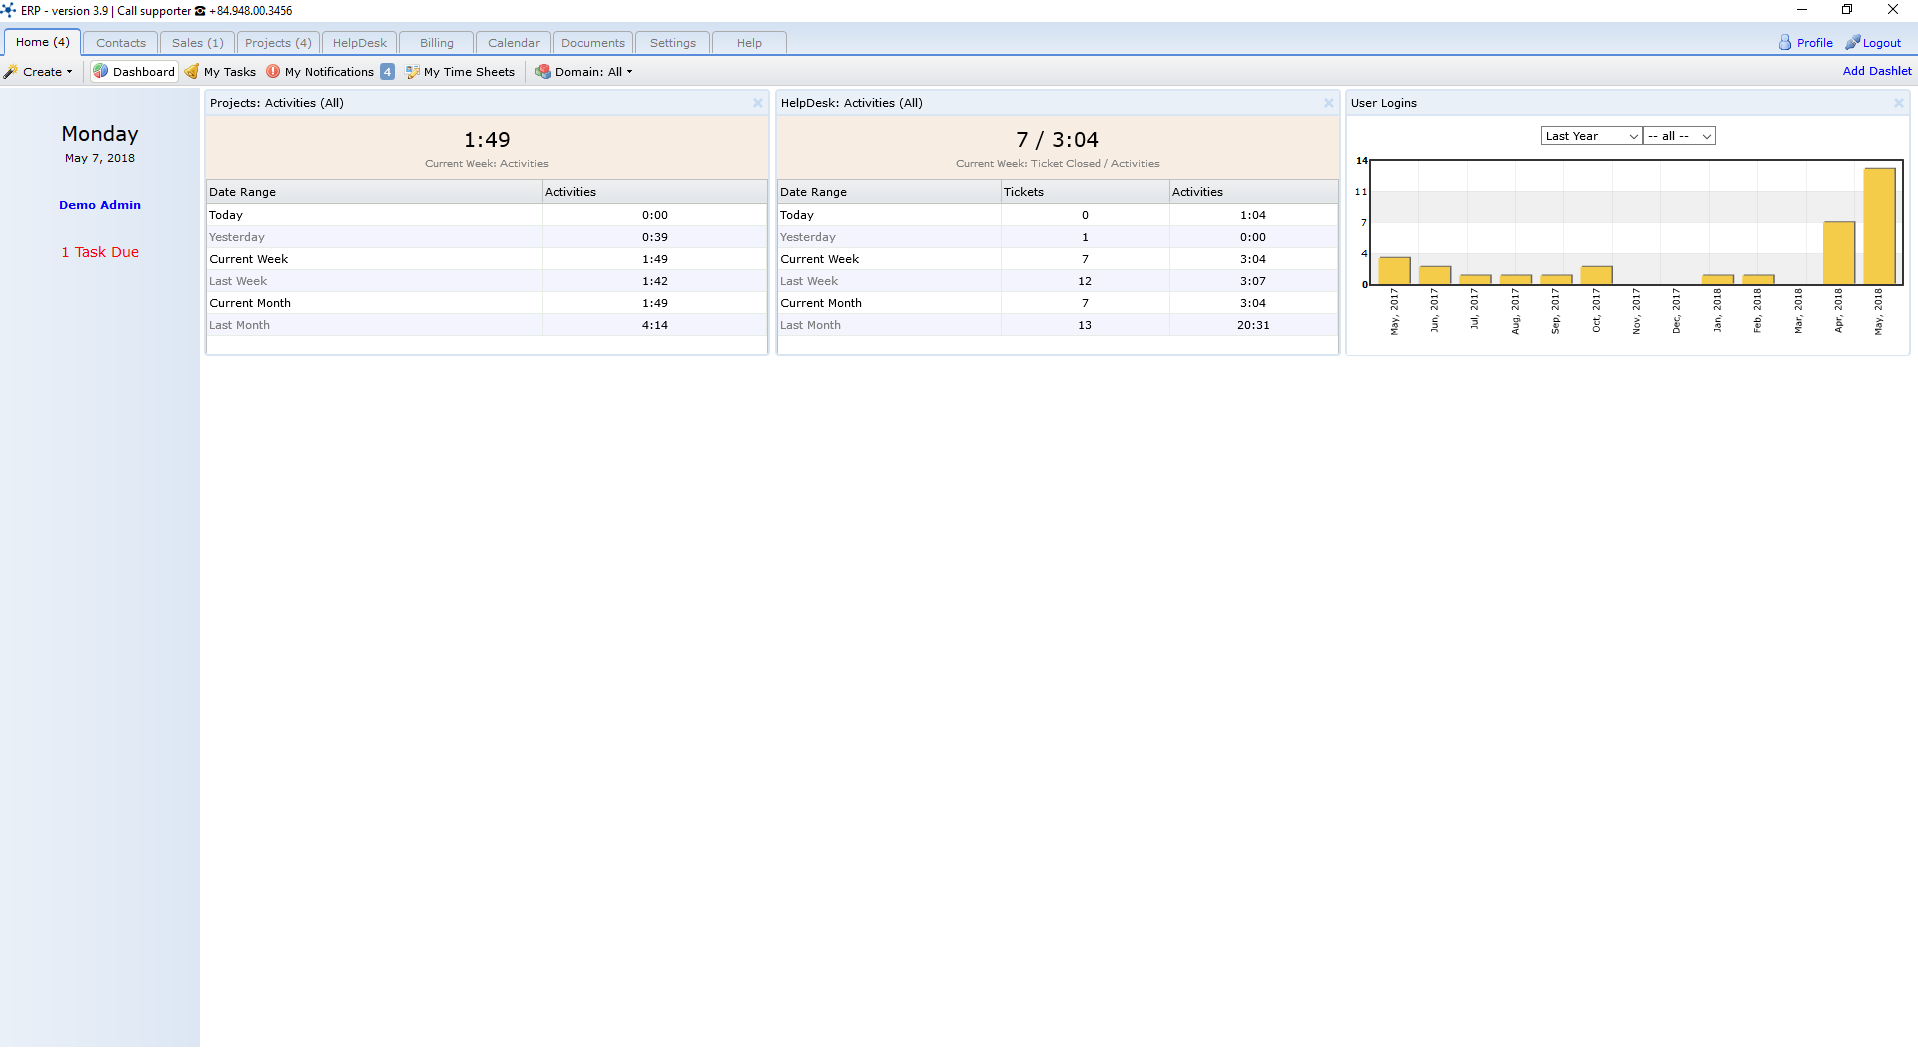 ERP - version 3.9 | Call supporter ☎ +84.948.00.3456
Home (4) Contacts Sales (1) Projects (4) HelpDesk Billing Calendar Documents Settings Help Profile Logout
Create Dashboard My Tasks My Notifications 4 My Time Sheets Domain: All Add Dashlet
Monday
May 7, 2018
Demo Admin
1 Task Due
Projects: Activities (All)
1:49
Current Week: Activities
Date Range Activities
Today 0:00
Yesterday 0:39
Current Week 1:49
Last Week 1:42
Current Month 1:49
Last Month 4:14
HelpDesk: Activities (All)
7 / 3:04
Current Week: Ticket Closed / Activities
Date Range Tickets Activities
Today 0 1:04
Yesterday 1 0:00
Current Week 7 3:04
Last Week 12 3:07
Current Month 7 3:04
Last Month 13 20:31
User Logins
Last Year -- all --
14
11
7
4
0
May, 2017
Jun, 2017
Jul, 2017
Aug, 2017
Sep, 2017
Oct, 2017
Nov, 2017
Dec, 2017
Jan, 2018
Feb, 2018
Mar, 2018
Apr, 2018
May, 2018